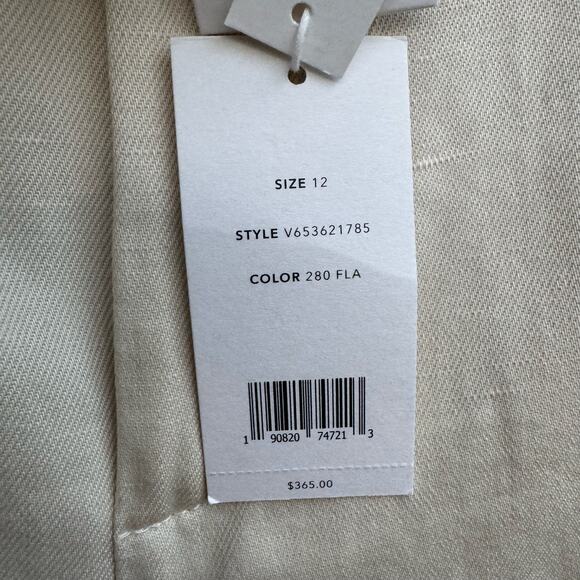 SIZE 12
STYLE V653621785
COLOR 280 FLA
1 90820 74721 3
$365.00